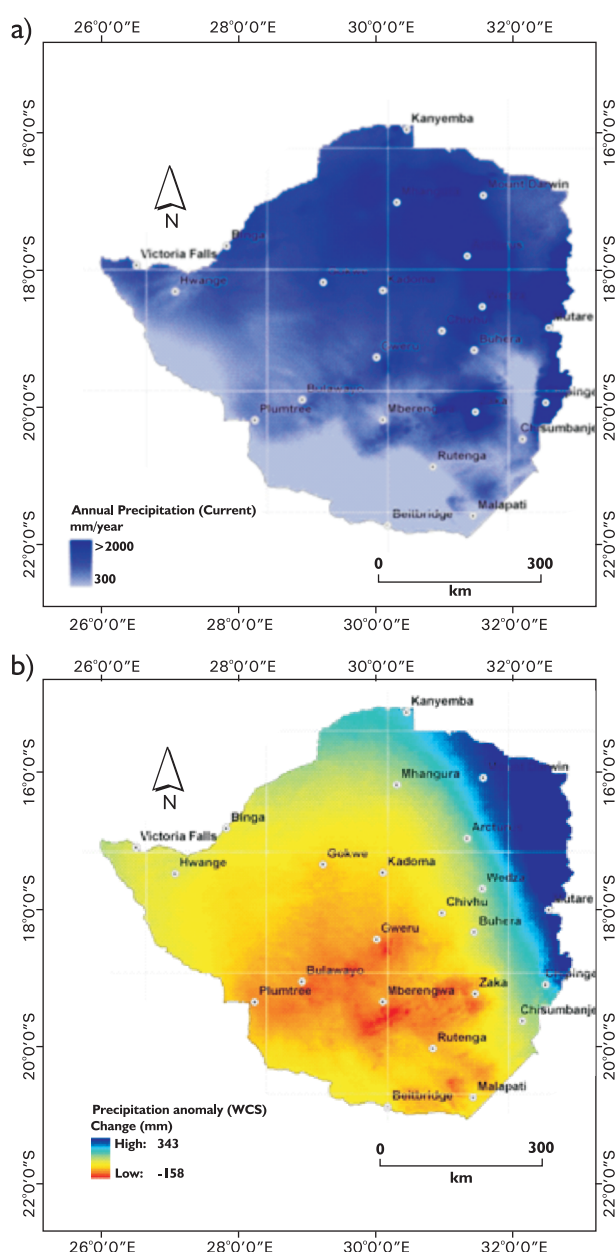 a)
26°0′0″E 28°0′0″E 30°0′0″E 32°0′0″E
16°0′0″S
18°0′0″S
20°0′0″S
22°0′0″S
16°0′0″S
18°0′0″S
20°0′0″S
22°0′0″S
N
Kanyemba
Mount Darwin
Binga
Victoria Falls
Hwange
Kadoma
Gweru
Buhera
Bulawayo
Plumtree
Mberengwa
Zaka
Chisumbanje
Rutenga
Malapati
Beitbridge
Annual Precipitation (Current)
mm/year
>2000
300
0 300
km
26°0′0″E 28°0′0″E 30°0′0″E 32°0′0″E
b)
26°0′0″E 28°0′0″E 30°0′0″E 32°0′0″E
16°0′0″S
18°0′0″S
20°0′0″S
22°0′0″S
16°0′0″S
18°0′0″S
20°0′0″S
22°0′0″S
N
Kanyemba
Mhangura
Binga
Victoria Falls
Hwange
Gokwe
Kadoma
Wedza
Chivhu
Buhera
Gweru
Bulawayo
Plumtree
Mberengwa
Zaka
Chisumbanje
Rutenga
Malapati
Beitbridge
Precipitation anomaly (WCS)
Change (mm)
High: 343
Low: -158
0 300
km
26°0′0″E 28°0′0″E 30°0′0″E 32°0′0″E